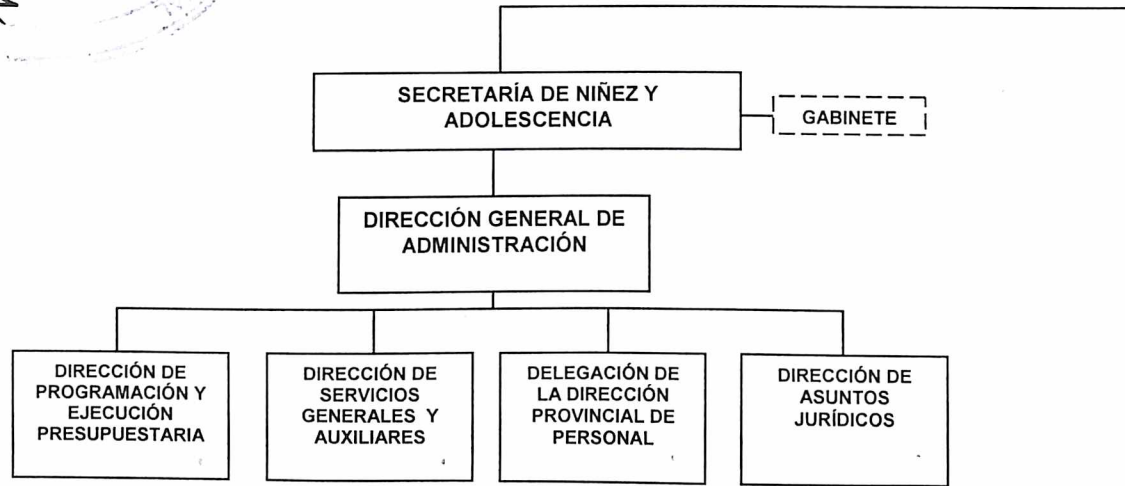 SECRETARÍA DE NIÑEZ Y
ADOLESCENCIA
GABINETE
DIRECCIÓN GENERAL DE
ADMINISTRACIÓN
DIRECCIÓN DE
PROGRAMACIÓN Y
EJECUCIÓN
PRESUPUESTARIA
DIRECCIÓN DE
SERVICIOS
GENERALES Y
AUXILIARES
DELEGACIÓN DE
LA DIRECCIÓN
PROVINCIAL DE
PERSONAL
DIRECCIÓN DE
ASUNTOS
JURÍDICOS